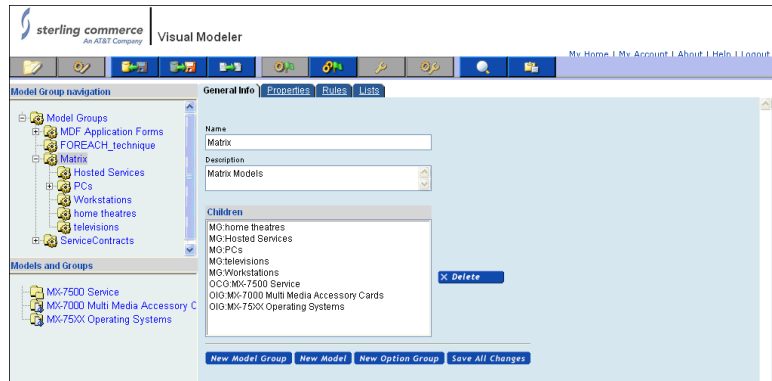 sterling commerce
An AT&T Company
Visual Modeler
My Home | My Account | About | Help | Logout
Model Group navigation
General Info Properties Rules Lists
Model Groups
MDF Application Forms
FOREACH_technique
Matrix
Hosted Services
PCs
Workstations
home theatres
televisions
ServiceContracts
Models and Groups
MX-7500 Service
MX-7000 Multi Media Accessory C
MX-75XX Operating Systems
Name
Matrix
Description
Matrix Models
Children
MG:home theatres
MG:Hosted Services
MG:PCs
MG:televisions
MG:Workstations
OCG:MX-7500 Service
OIG:MX-7000 Multi Media Accessory Cards
OIG:MX-75XX Operating Systems
X Delete
New Model Group New Model New Option Group Save All Changes